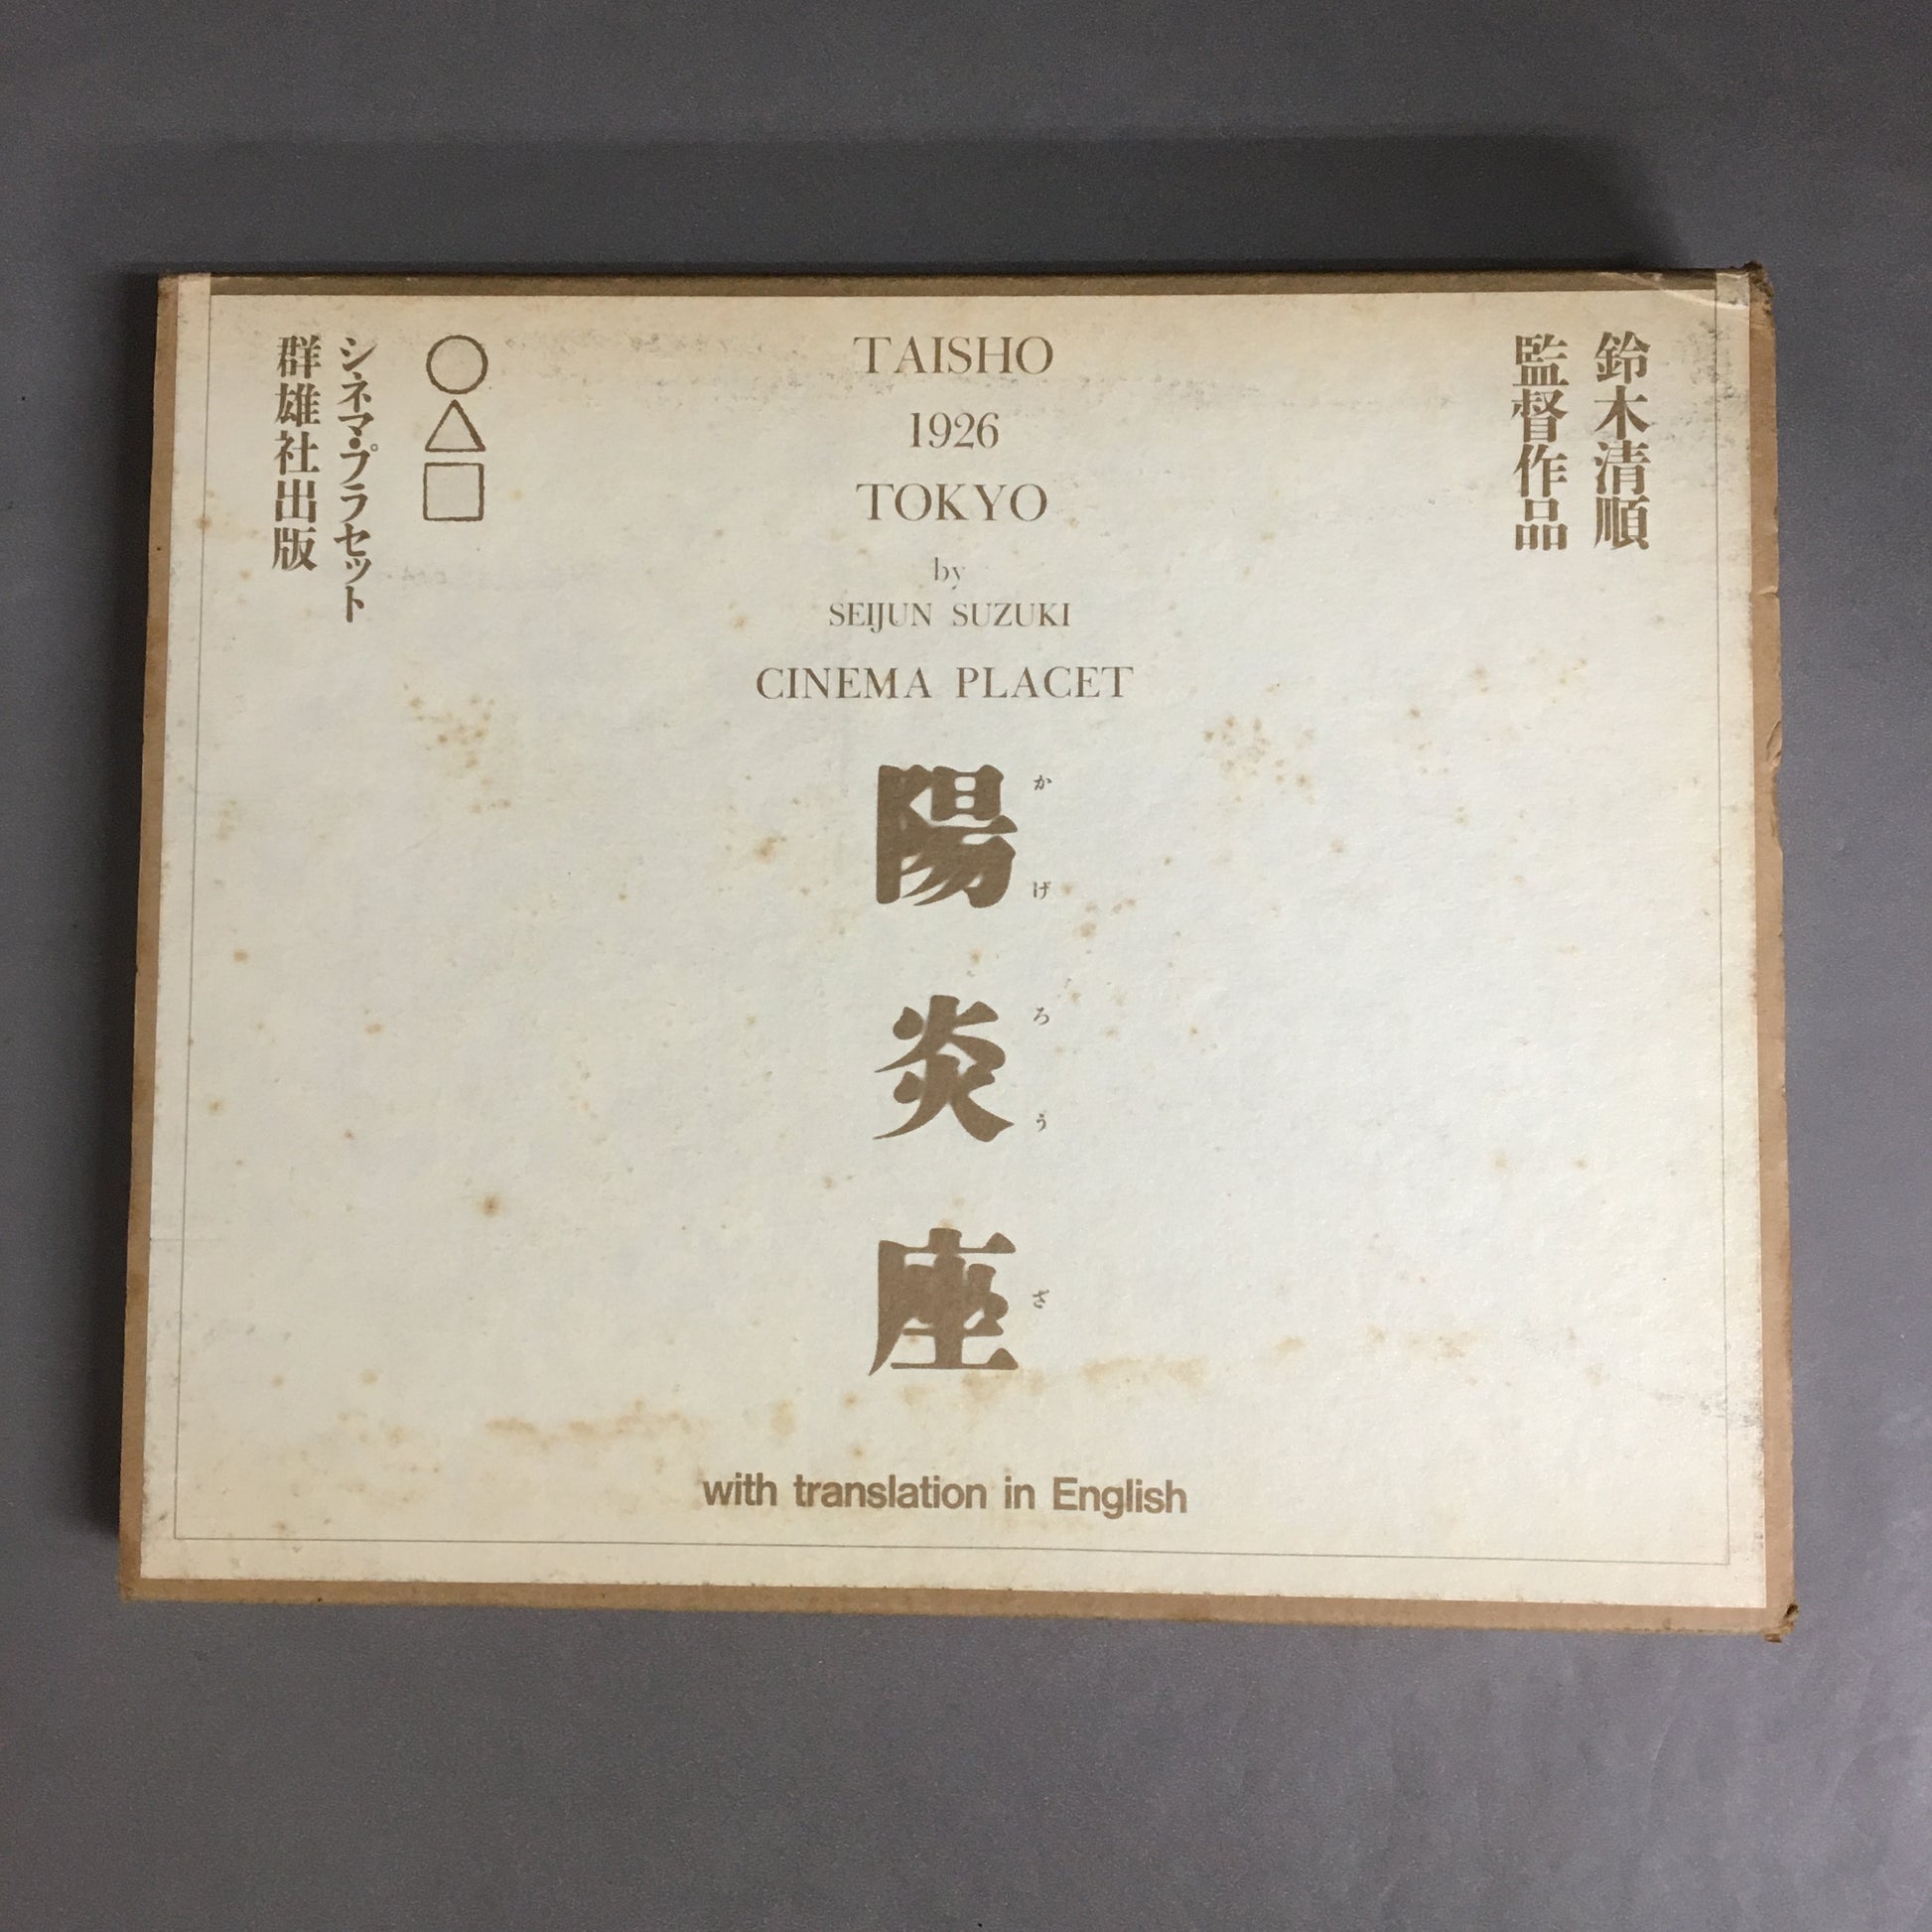 鈴木清順
監督作品
TAISHO
1926
TOKYO
by
SEIJUN SUZUKI
CINEMA PLACET
陽炎座
かげろうざ
シネマ・プラセット
群雄社出版
with translation in English